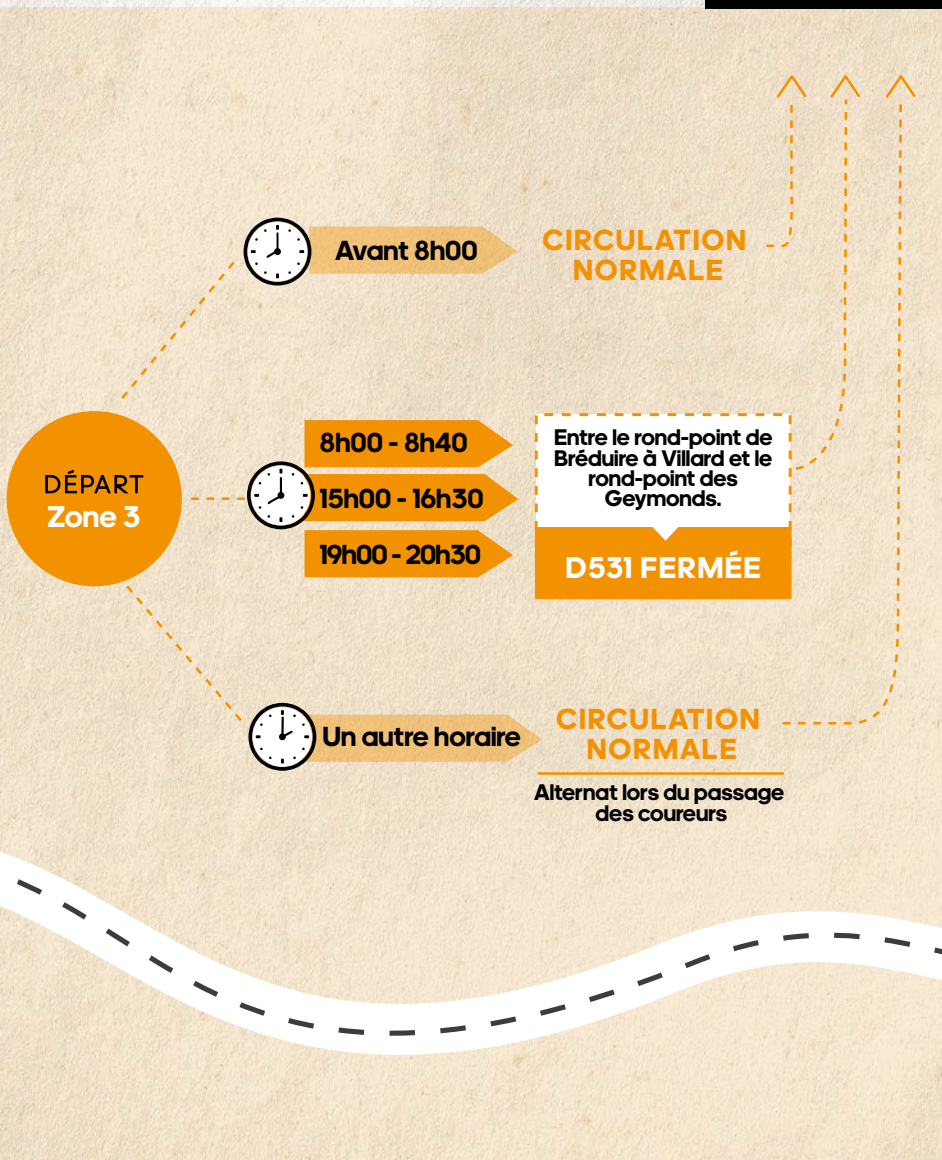 Avant 8h00
CIRCULATION
NORMALE
DÉPART
Zone 3
8h00 - 8h40
15h00 - 16h30
19h00 - 20h30
Entre le rond-point de
Bréduire à Villard et le
rond-point des
Geymonds.
D531 FERMÉE
Un autre horaire
CIRCULATION
NORMALE
Alternat lors du passage
des coureurs